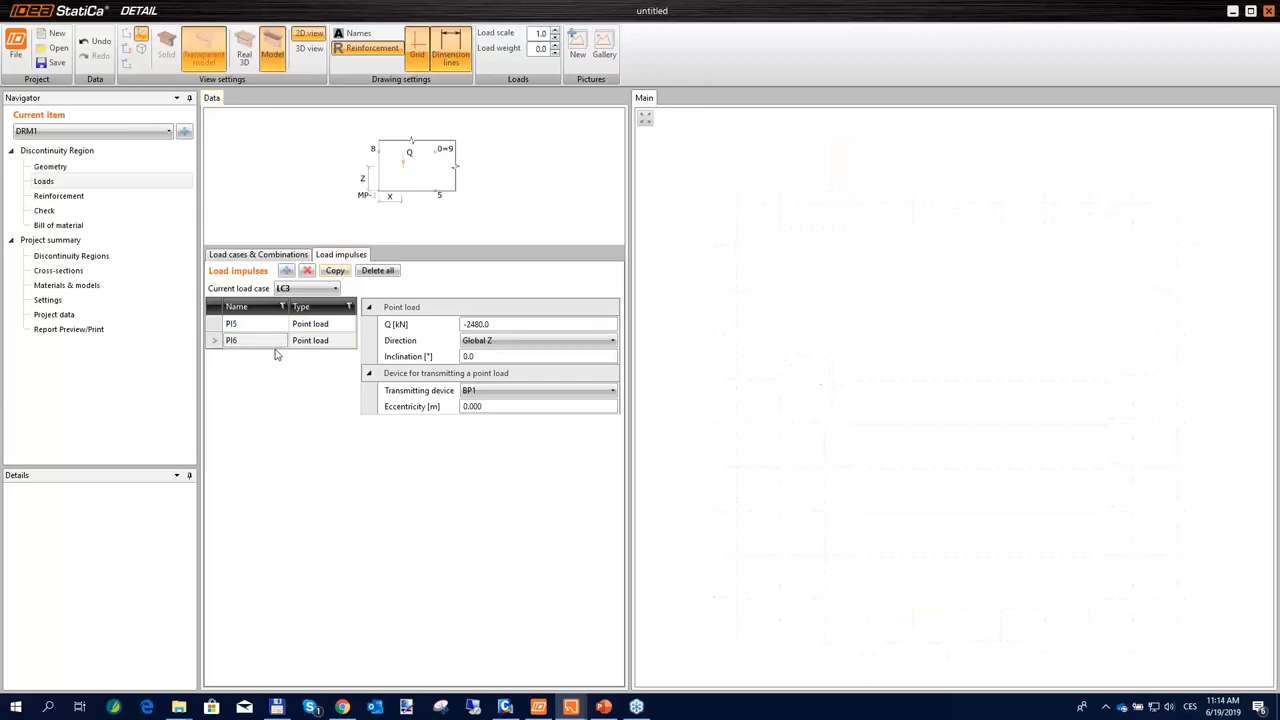 IDEA StatiCa® DETAIL
untitled
File
New
Open
Save
Project
Undo
Redo
Data
Solid
Transparent model
Real 3D
Model
2D view
3D view
View settings
A Names
R Reinforcement
Grid
Dimension lines
Drawing settings
Load scale 1.0
Load weight 0.0
Loads
New
Gallery
Pictures
Navigator
Current item
DRM1
Discontinuity Region
Geometry
Loads
Reinforcement
Check
Bill of material
Project summary
Discontinuity Regions
Cross-sections
Materials & models
Settings
Project data
Report Preview/Print
Details
Data
8
Q
0=9
Z
MP-
X
5
Load cases & Combinations
Load impulses
Load impulses
Copy
Delete all
Current load case LC3
Name Type
PI5 Point load
> PI6 Point load
Point load
Q [kN] -2480.0
Direction Global Z
Inclination [°] 0.0
Device for transmitting a point load
Transmitting device BP1
Eccentricity [m] 0.000
Main
CES
11:14 AM
6/19/2019